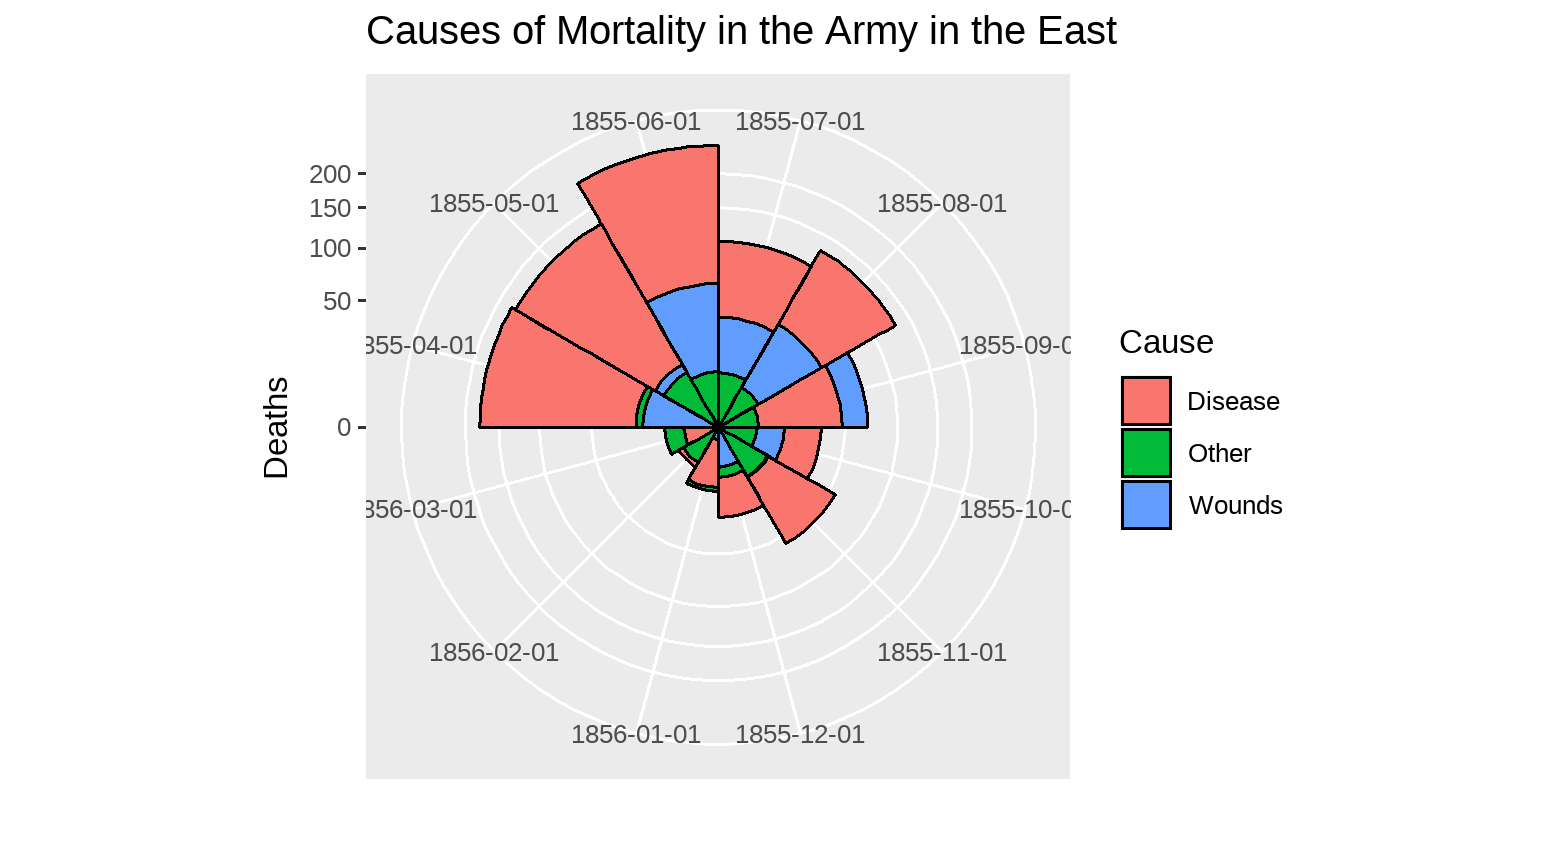 Causes of Mortality in the Army in the East
1855-06-01 1855-07-01
200
1855-05-01 1855-08-01
150
100
50
855-04-01 1855-09-0
Cause
Disease
0
Deaths
Other
Wounds
856-03-01 1855-10-0
1856-02-01 1855-11-01
1856-01-01 1855-12-01